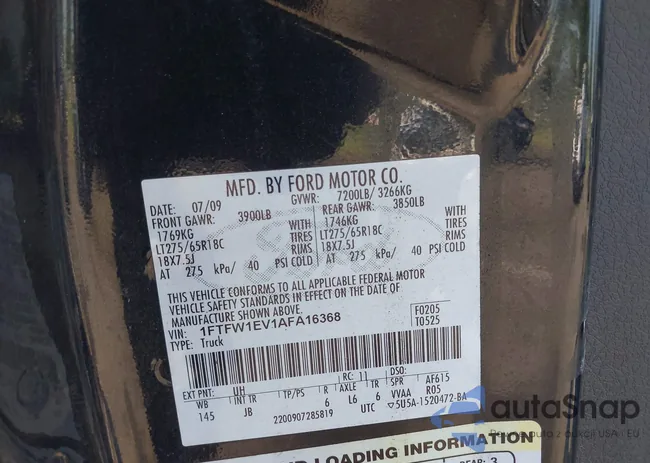 MFD. BY FORD MOTOR CO.
DATE: 07/09 GVWR: 7200LB/ 3266KG
FRONT GAWR: 3900LB REAR GAWR: 3850LB
1769KG WITH 1746KG WITH
LT275/65R18C TIRES LT275/65R18C TIRES
18X7.5J RIMS 18X7.5J RIMS
AT 275 kPa/ 40 PSI COLD AT 275 kPa/ 40 PSI COLD
THIS VEHICLE CONFORMS TO ALL APPLICABLE FEDERAL MOTOR
VEHICLE SAFETY STANDARDS IN EFFECT ON THE DATE OF
MANUFACTURE SHOWN ABOVE.
VIN: 1FTFW1EV1AFA16368 F0205
TYPE: Truck T0525
EXT PNT: UH RC: 11 DSO:
WB JB TP/PS R AXLE TR SPR AF615
145 6 L6 6 VVAA R05
2200907285819 UTC ▽5U5A-1520472-BA
LOADING INFORMATION
REAR: 3
autaSnap